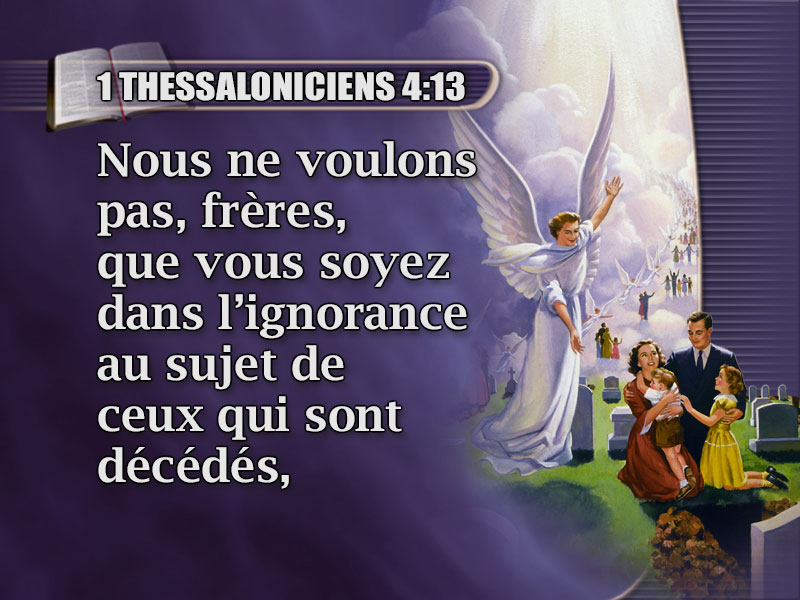 1 THESSALONICIENS 4:13
Nous ne voulons
pas, frères,
que vous soyez
dans l’ignorance
au sujet de
ceux qui sont
décédés,